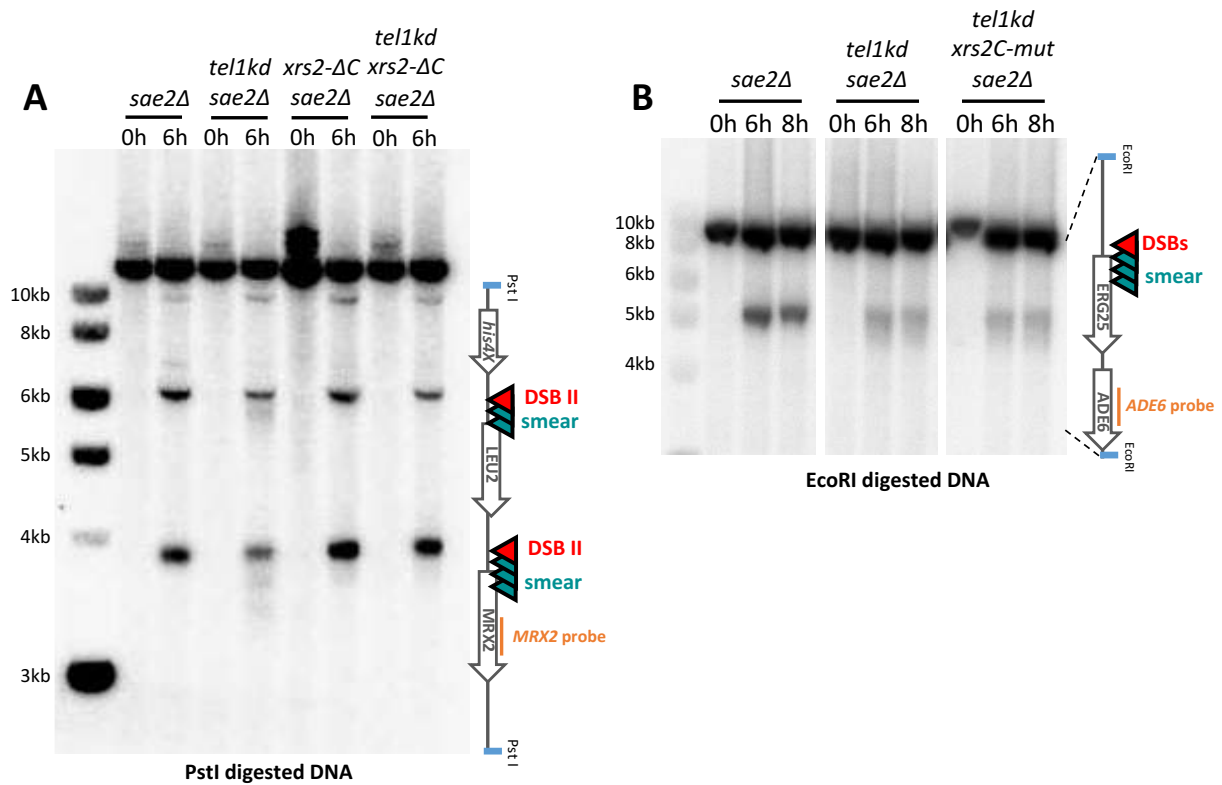 A
sae2Δ
tel1kd
sae2Δ
xrs2-ΔC
sae2Δ
tel1kd
xrs2-ΔC
sae2Δ
0h 6h 0h 6h 0h 6h 0h 6h
10kb
8kb
6kb
5kb
4kb
3kb
Pst I
his4X
DSB II
smear
LEU2
DSB II
smear
MRX2
MRX2 probe
Pst I
PstI digested DNA
B
sae2Δ
tel1kd
sae2Δ
tel1kd
xrs2C-mut
sae2Δ
0h 6h 8h 0h 6h 8h 0h 6h 8h
10kb
8kb
6kb
5kb
4kb
EcoRI
DSBs
smear
ERG25
ADE6
ADE6 probe
EcoRI
EcoRI digested DNA